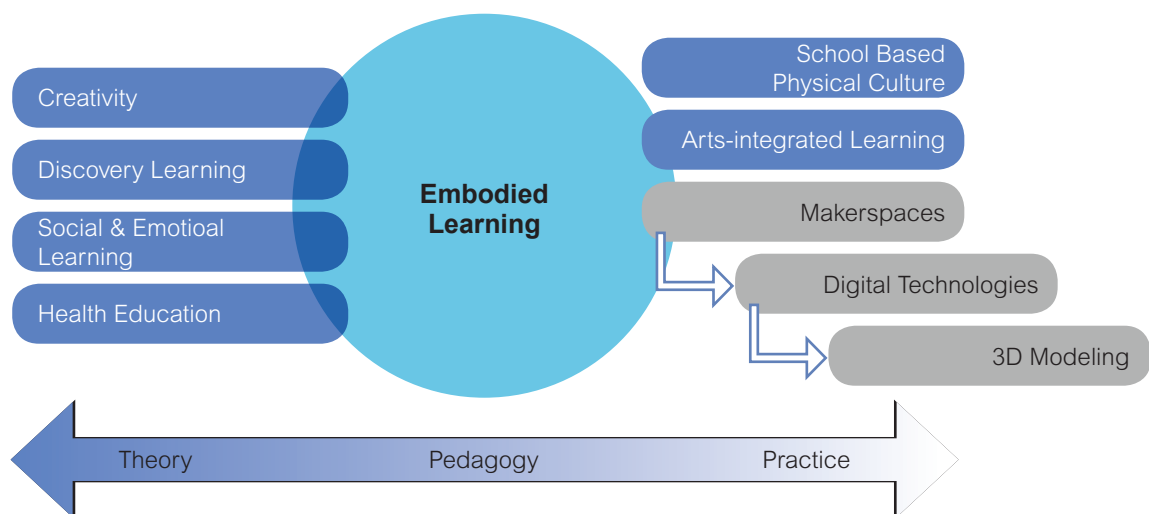 Creativity
Discovery Learning
Social & Emotioal
Learning
Health Education
Embodied
Learning
School Based
Physical Culture
Arts-integrated Learning
Makerspaces
Digital Technologies
3D Modeling
Theory
Pedagogy
Practice